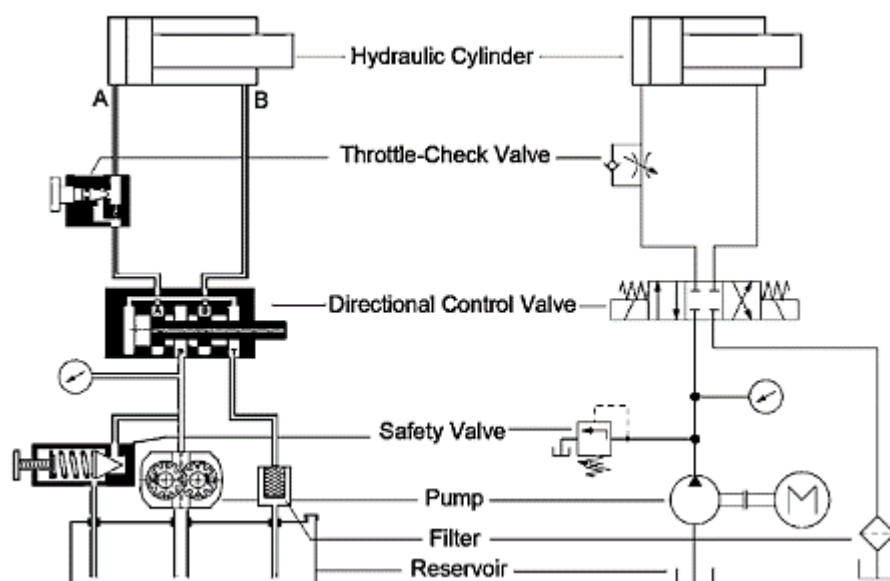 Hydraulic Cylinder
A
B
Throttle-Check Valve
Directional Control Valve
A
B
Safety Valve
Pump
M
Filter
Reservoir